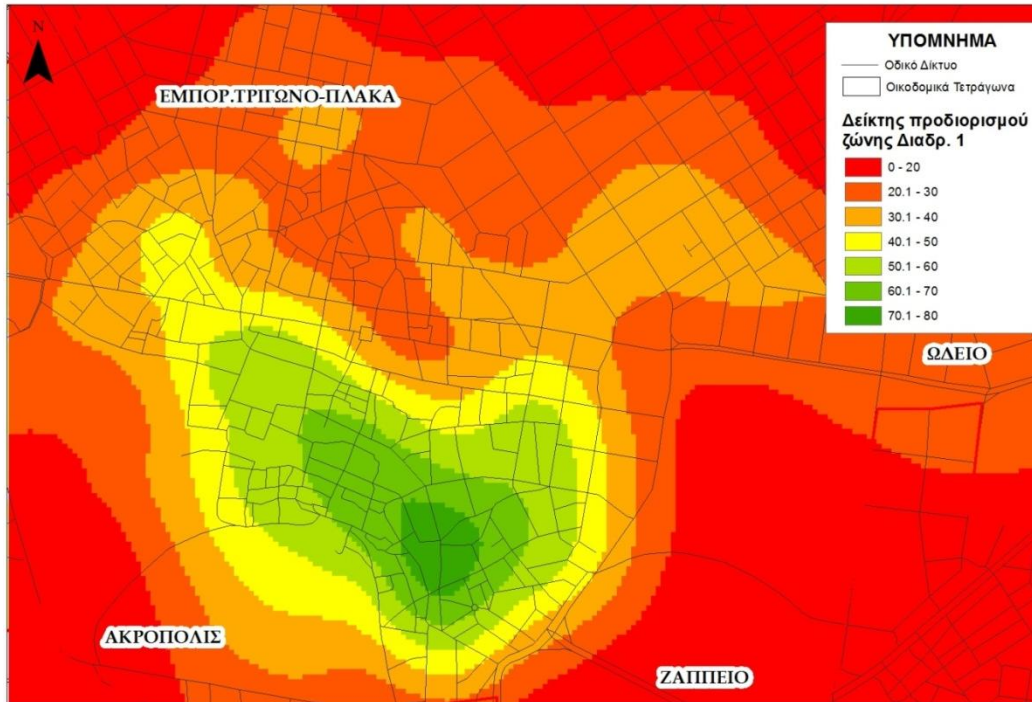 N
ΕΜΠΟΡ.ΤΡΙΓΩΝΟ-ΠΛΑΚΑ
ΥΠΟΜΝΗΜΑ
Οδικό Δίκτυο
Οικοδομικά Τετράγωνα
Δείκτης προδιορισμού
ζώνης Διαδρ. 1
0 - 20
20.1 - 30
30.1 - 40
40.1 - 50
50.1 - 60
60.1 - 70
70.1 - 80
ΩΔΕΙΟ
ΑΚΡΟΠΟΛΙΣ
ΖΑΠΠΕΙΟ